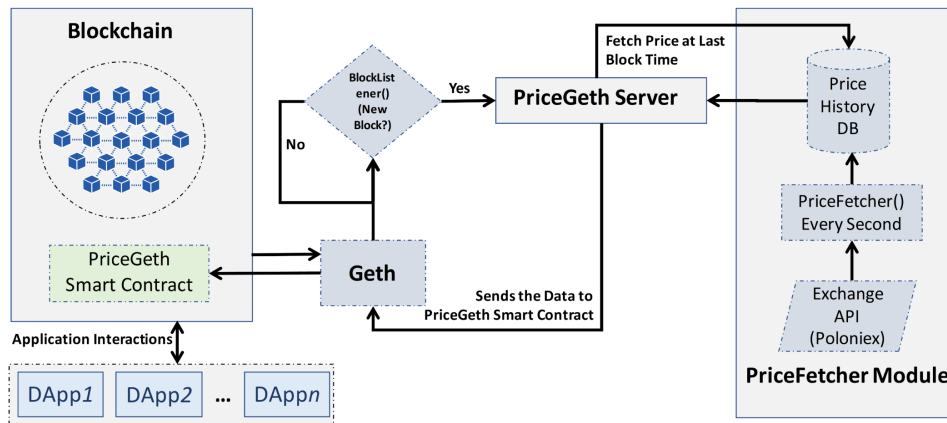 Blockchain
PriceGeth
Smart Contract
Application Interactions
DApp1
DApp2
...
DAppn
BlockList
ener()
(New
Block?)
No
Yes
Geth
PriceGeth Server
Fetch Price at Last
Block Time
Sends the Data to
PriceGeth Smart Contract
Price
History
DB
PriceFetcher()
Every Second
Exchange
API
(Poloniex)
PriceFetcher Module